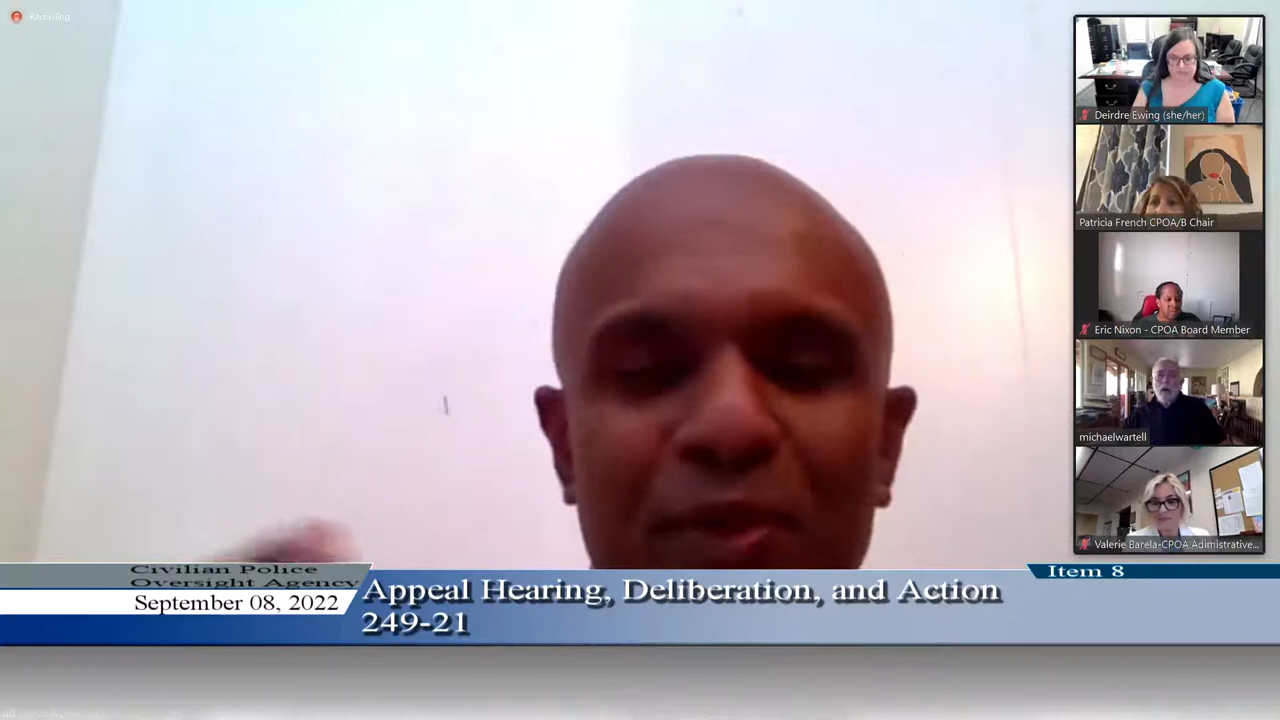 Recording
Deirdre Ewing (she/her)
Patricia French CPOA/B Chair
Eric Nixon - CPOA Board Member
michaelwartell
Valerie Barela-CPOA Adimistrative...
Civilian Police
Oversight Agency
September 08, 2022
Appeal Hearing, Deliberation, and Action
249-21
Item 8